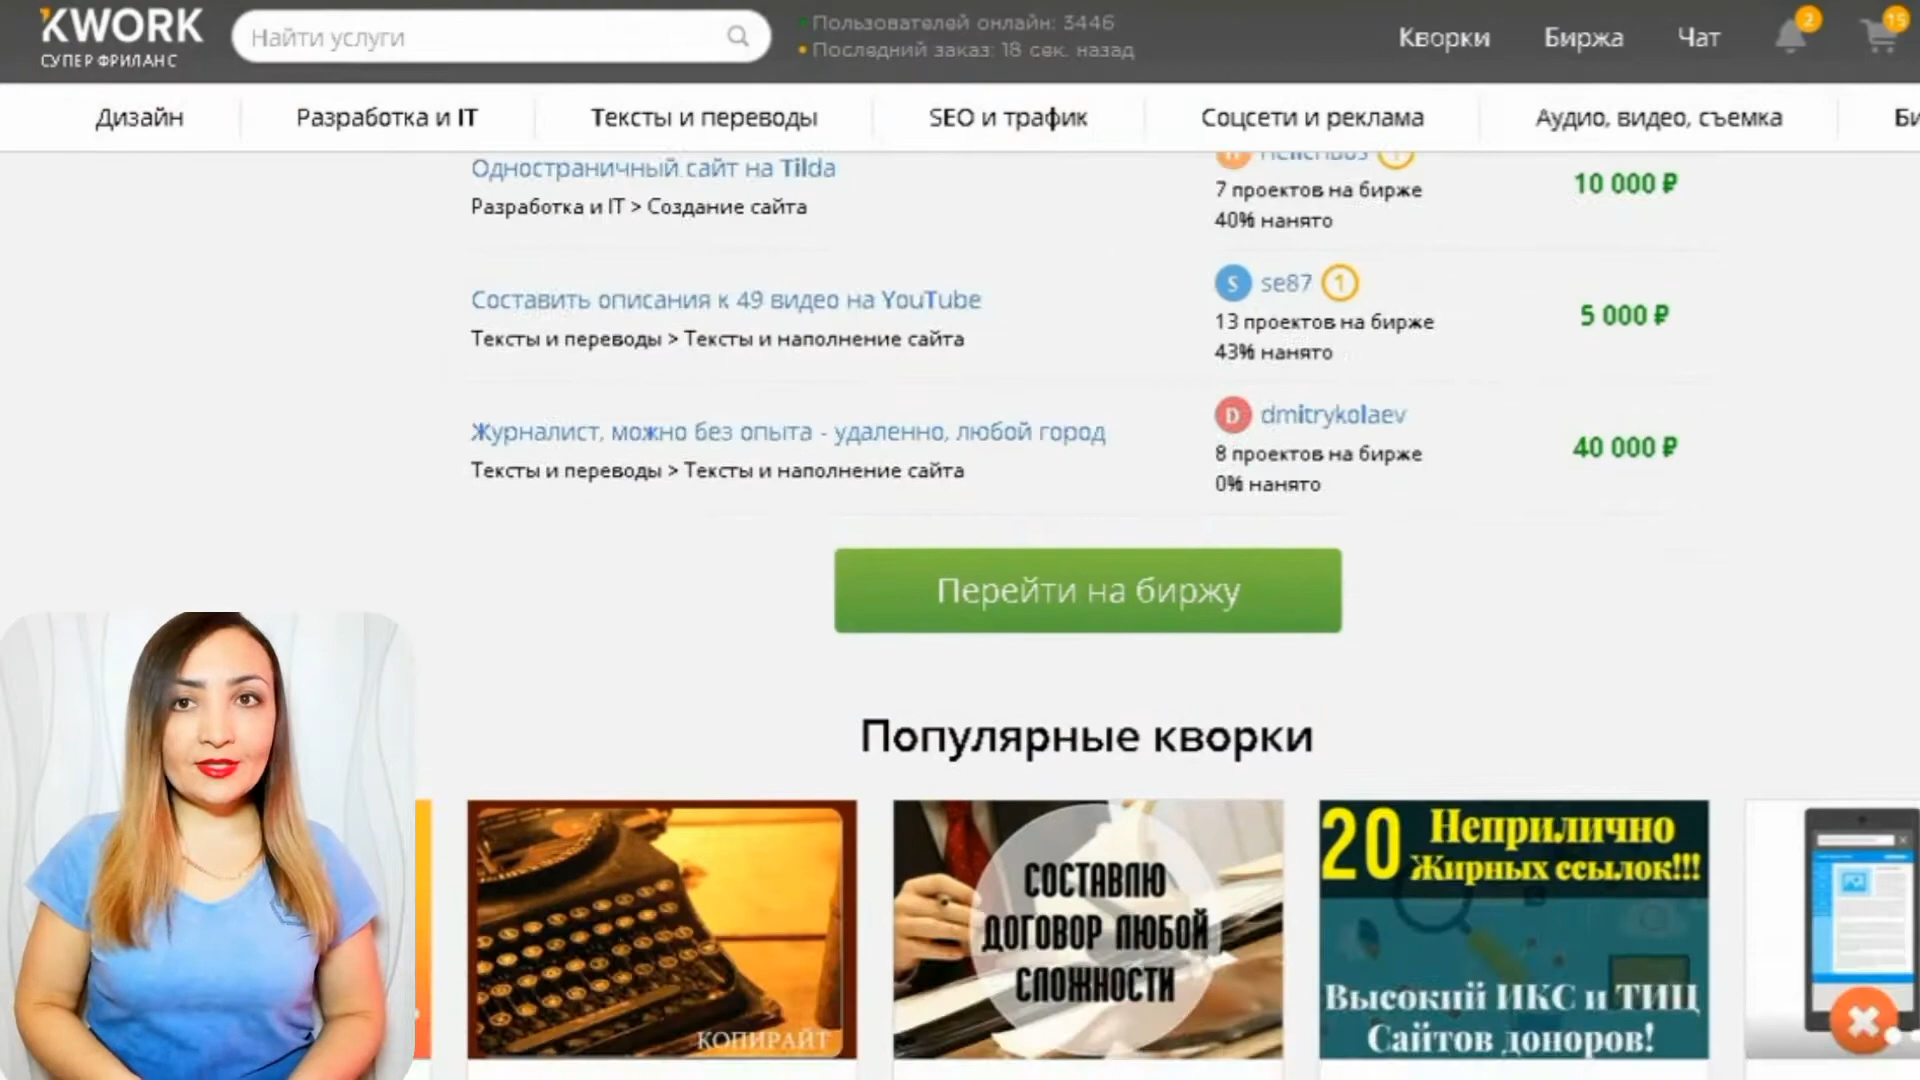 KWORK
СУПЕР ФРИЛАНС
Найти услуги
Пользователей онлайн: 3446
Последний заказ: 18 сек. назад
Кворки
Биржа
Чат
2
15
Дизайн
Разработка и IT
Тексты и переводы
SEO и трафик
Соцсети и реклама
Аудио, видео, съемка
Би
Одностраничный сайт на Tilda
Разработка и IT > Создание сайта
7 проектов на бирже
40% нанято
10 000 ₽
Составить описания к 49 видео на YouTube
Тексты и переводы > Тексты и наполнение сайта
S se87 1
13 проектов на бирже
43% нанято
5 000 ₽
Журналист, можно без опыта - удаленно, любой город
Тексты и переводы > Тексты и наполнение сайта
D dmitrykolaev
8 проектов на бирже
0% нанято
40 000 ₽
Перейти на биржу
Популярные кворки
КОПИРАЙТ
СОСТАВЛЮ
ДОГОВОР ЛЮБОЙ
СЛОЖНОСТИ
20 Неприлично
Жирных ссылок!!!
Высокий ИКС и ТИЦ
Сайтов доноров!